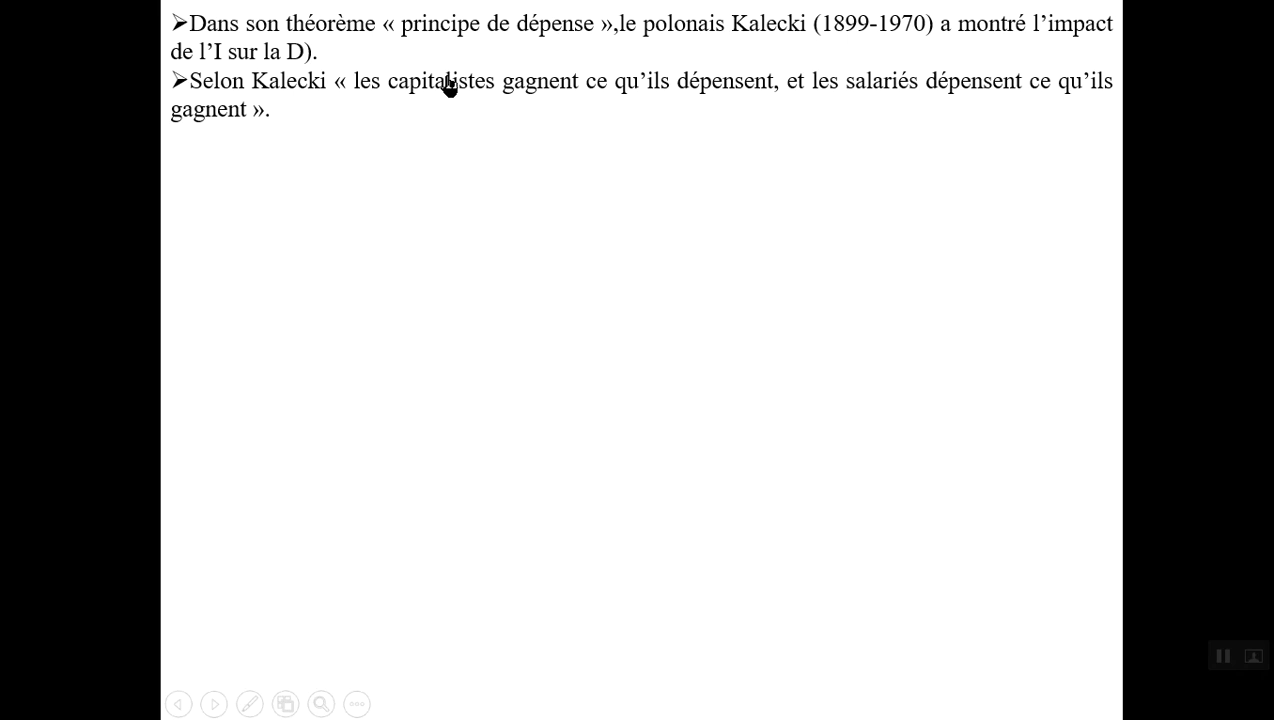 ➢Dans son théorème « principe de dépense »,le polonais Kalecki (1899-1970) a montré l’impact
de l’I sur la D).
➢Selon Kalecki « les capitalistes gagnent ce qu’ils dépensent, et les salariés dépensent ce qu’ils
gagnent ».